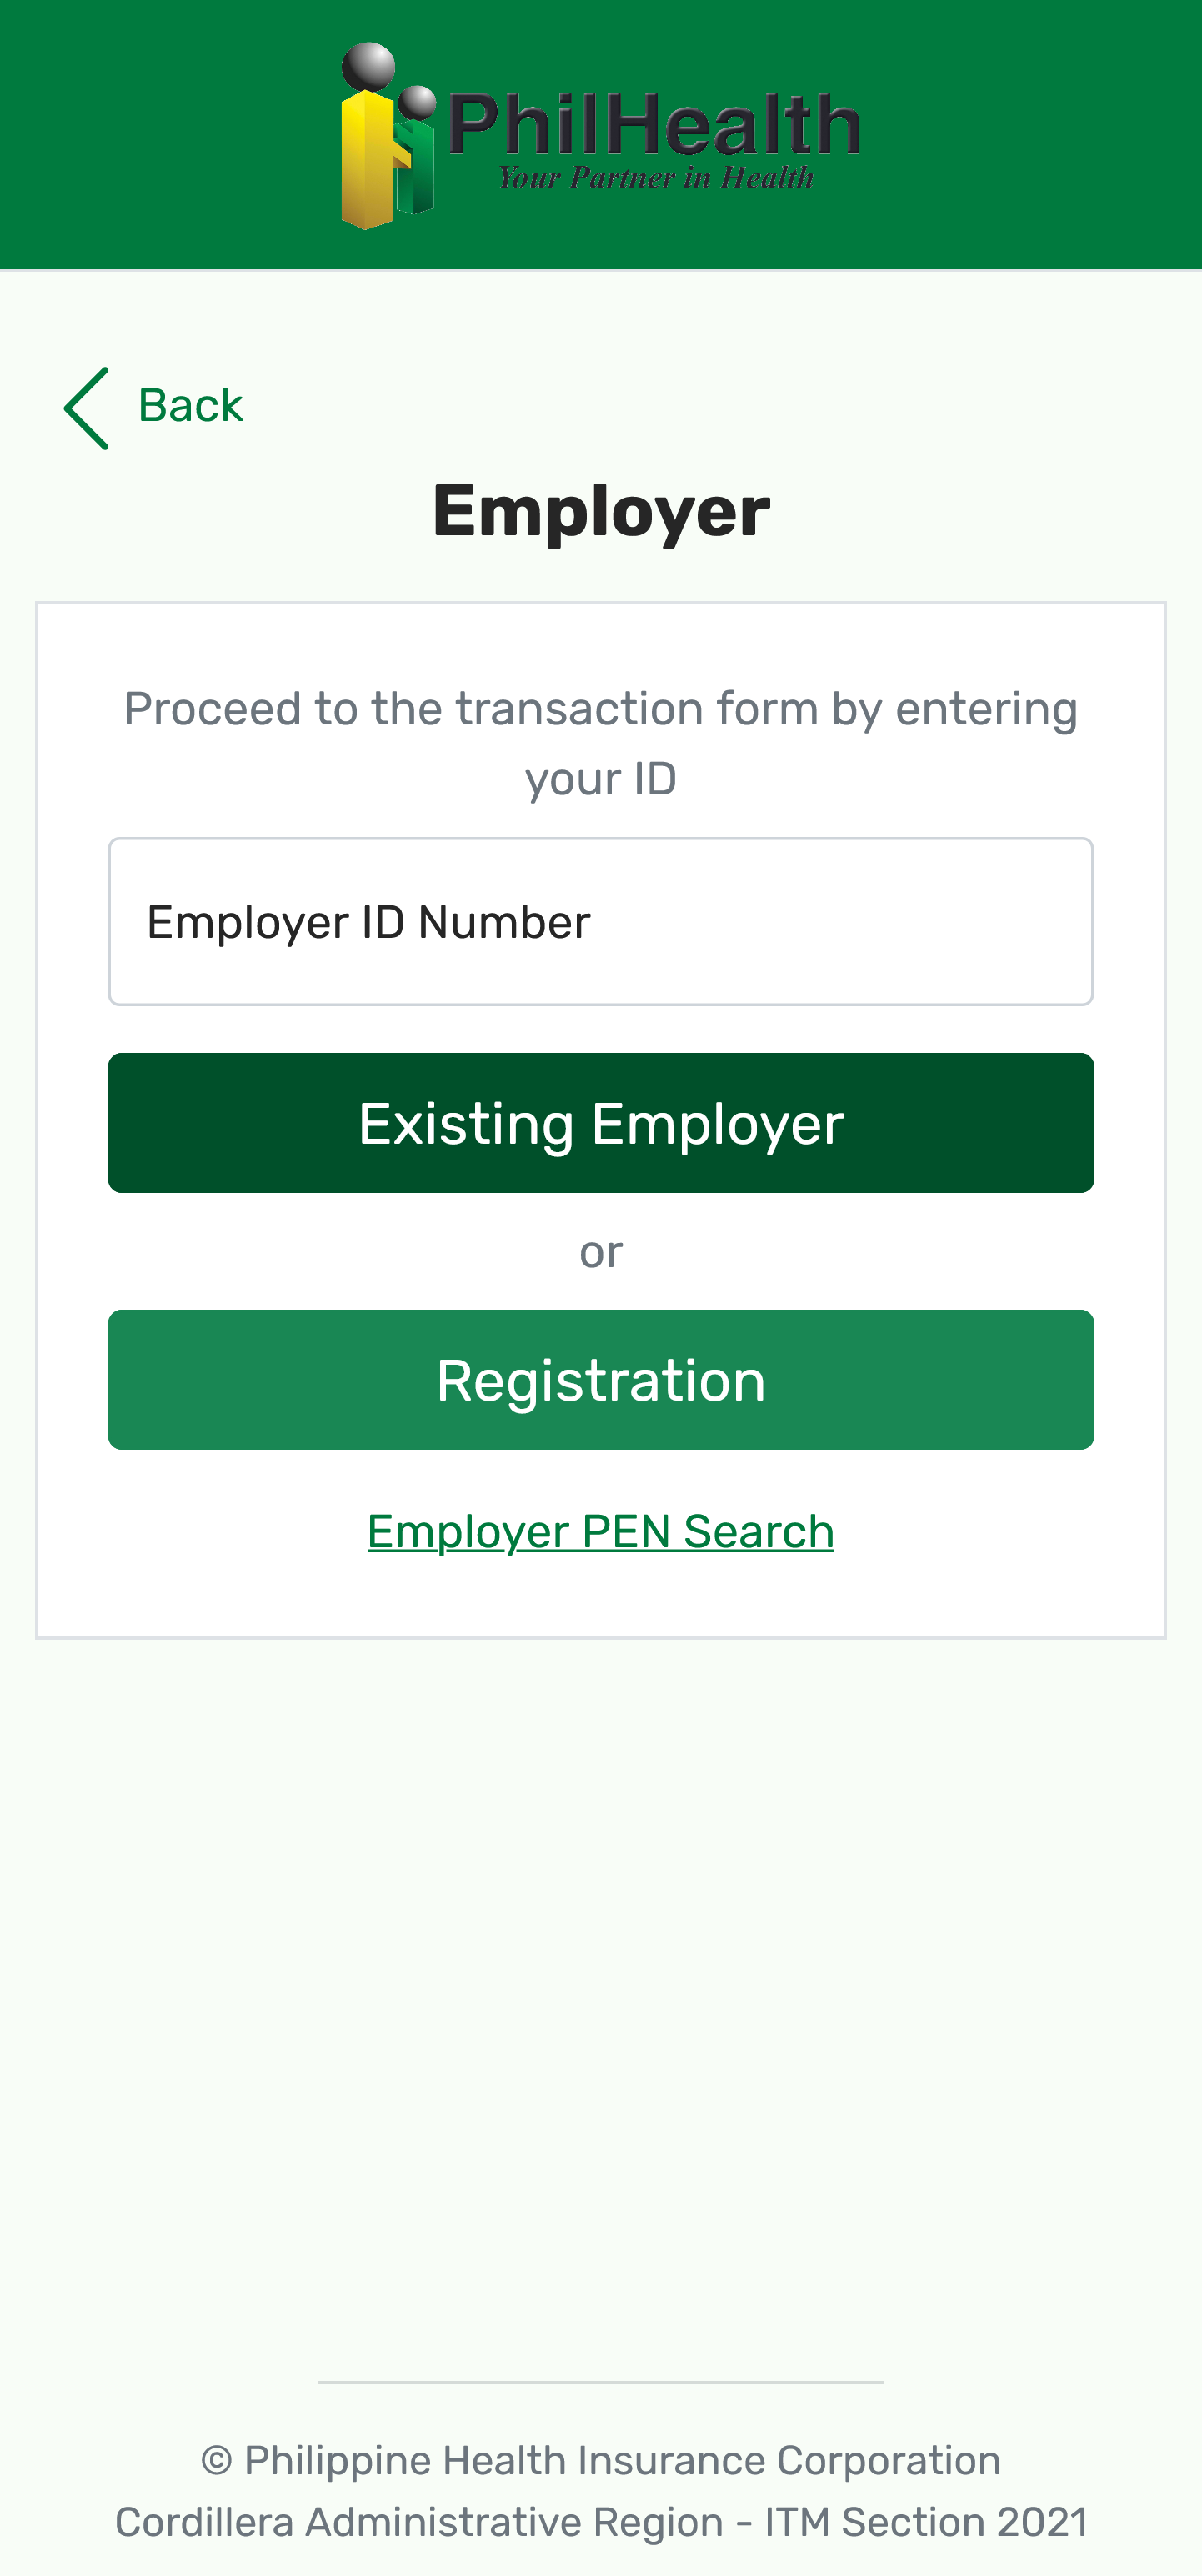 PhilHealth
Your Partner in Health
Back
Employer
Proceed to the transaction form by entering
your ID
Employer ID Number
Existing Employer
or
Registration
Employer PEN Search
© Philippine Health Insurance Corporation
Cordillera Administrative Region - ITM Section 2021